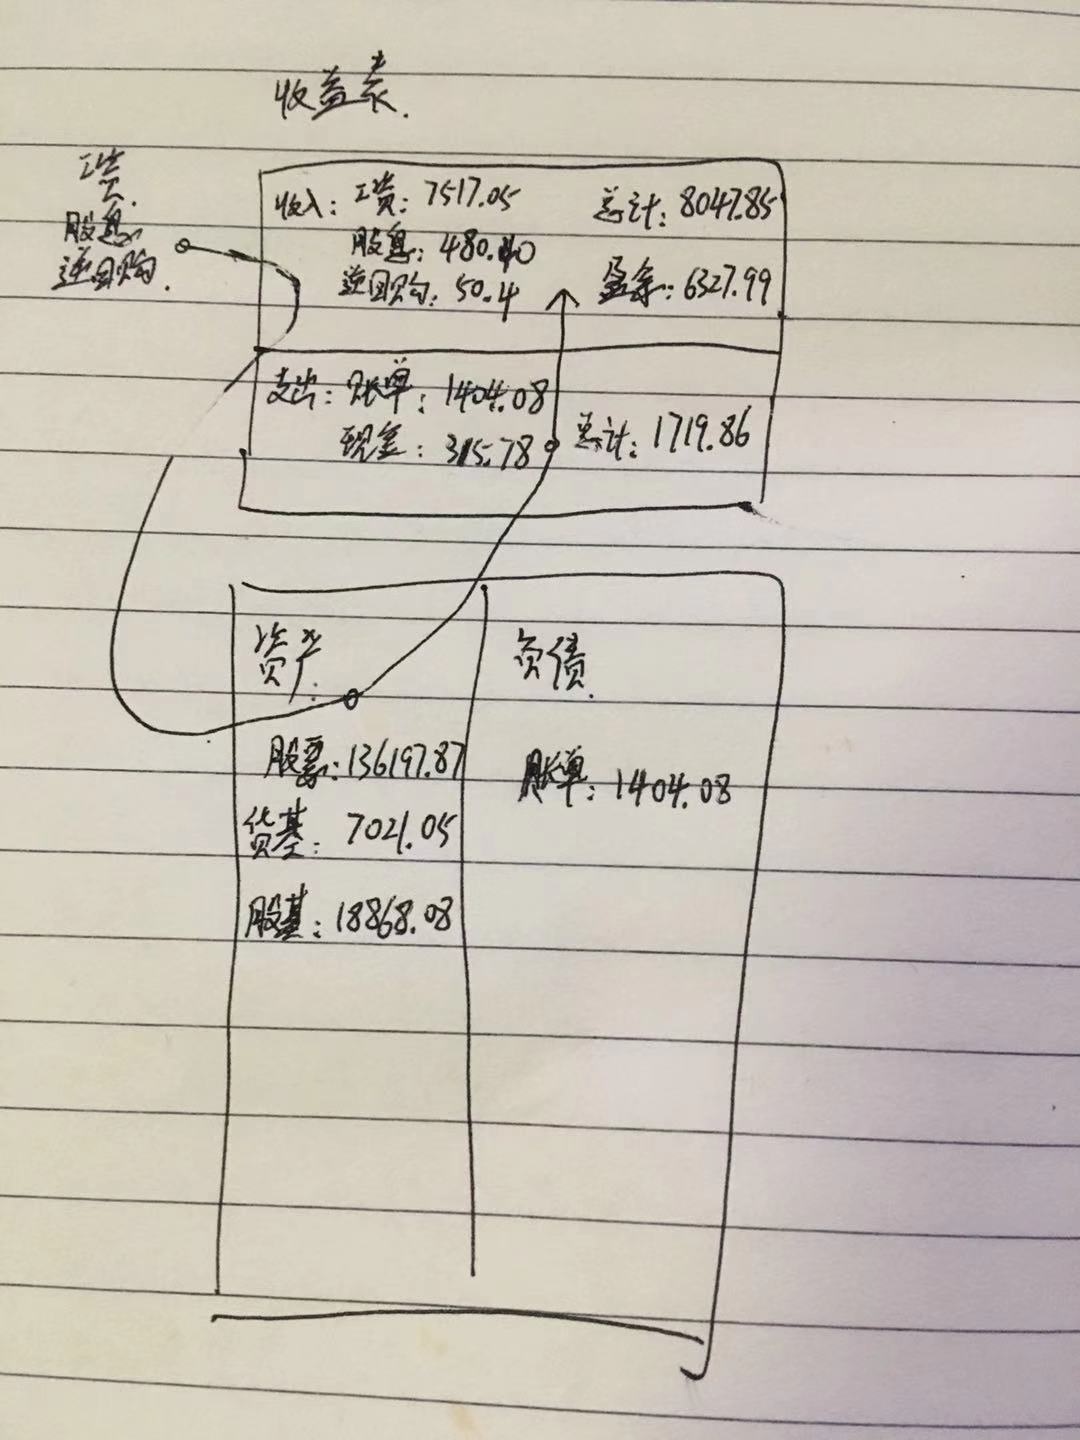 收益表.
工资.
股息
逆回购.
收入: 工资: 7517.05 总计: 8047.85
股息: 480.40
逆回购: 50.4 盈余: 6327.99
支出: 账单: 1404.08
现金: 315.78 总计: 1719.86
资产. 负债.
股票: 136197.87 账单: 1404.08
货基: 7021.05
股基: 18868.08